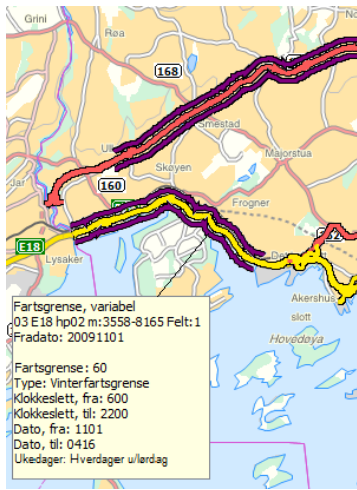 Grini
Røa
168
Ull
Smestad
Majorstua
Skøyen
Jar
160
Frogner
E18
Lysaker
Akershus
slott
Hovedøya
Fartsgrense, variabel
03 E18 hp02 m:3558-8165 Felt:1
Fradato: 20091101
Fartsgrense: 60
Type: Vinterfartsgrense
Klokkeslett, fra: 600
Klokkeslett, til: 2200
Dato, fra: 1101
Dato, til: 0416
Ukedager: Hverdager u/lørdag